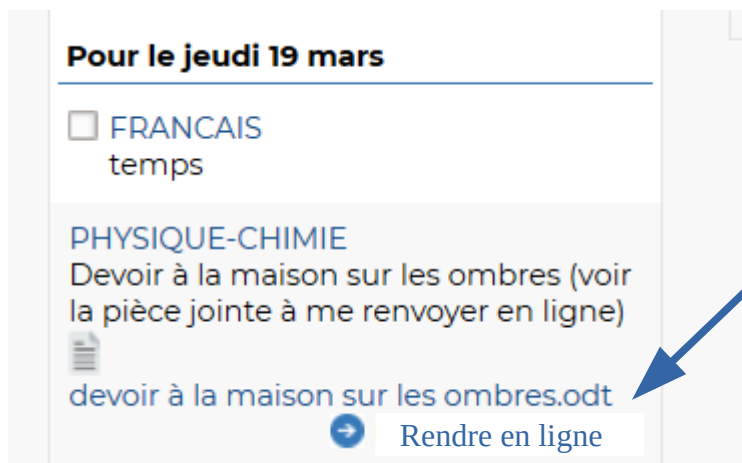 Pour le jeudi 19 mars
FRANCAIS
temps
PHYSIQUE-CHIMIE
Devoir à la maison sur les ombres (voir
la pièce jointe à me renvoyer en ligne)
devoir à la maison sur les ombres.odt
Rendre en ligne